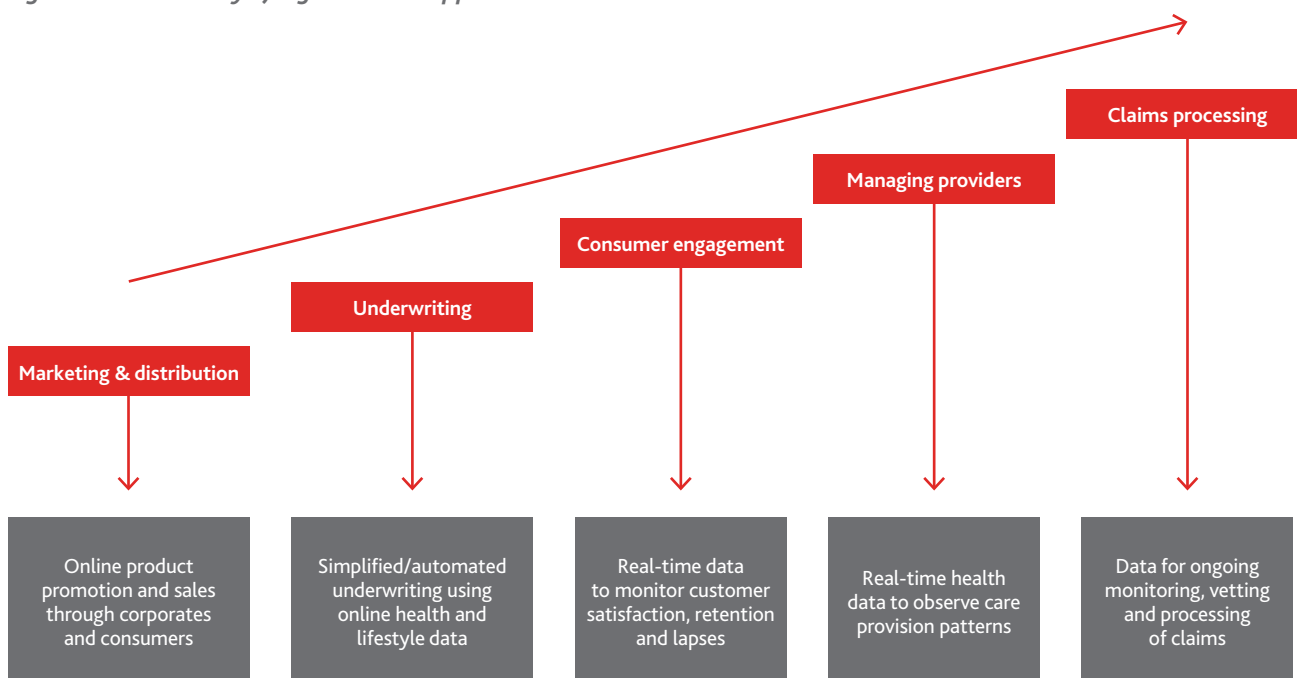 Claims processing
Managing providers
Consumer engagement
Underwriting
Marketing & distribution
Online product
promotion and sales
through corporates
and consumers
Simplified/automated
underwriting using
online health and
lifestyle data
Real-time data
to monitor customer
satisfaction, retention
and lapses
Real-time health
data to observe care
provision patterns
Data for ongoing
monitoring, vetting
and processing
of claims